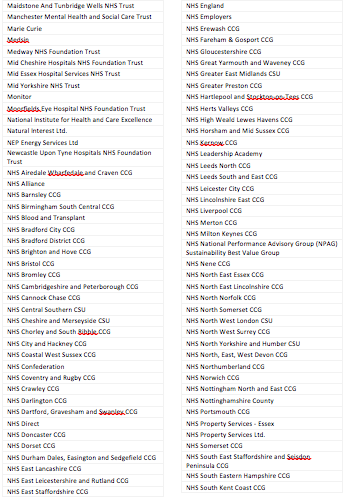 Maidstone And Tunbridge Wells NHS Trust
Manchester Mental Health and Social Care Trust
Marie Curie
Medsin
Medway NHS Foundation Trust
Mid Cheshire Hospitals NHS Foundation Trust
Mid Essex Hospital Services NHS Trust
Mid Yorkshire NHS Trust
Monitor
Moorfields Eye Hospital NHS Foundation Trust
National Institute for Health and Care Excellence
Natural Interest Ltd.
NEP Energy Services Ltd
Newcastle Upon Tyne Hospitals NHS Foundation
Trust
NHS Airedale Wharfedale and Craven CCG
NHS Alliance
NHS Barnsley CCG
NHS Birmingham South Central CCG
NHS Blood and Transplant
NHS Bradford City CCG
NHS Bradford District CCG
NHS Brighton and Hove CCG
NHS Bristol CCG
NHS Bromley CCG
NHS Cambridgeshire and Peterborough CCG
NHS Cannock Chase CCG
NHS Central Southern CSU
NHS Cheshire and Merseyside CSU
NHS Chorley and South Ribble CCG
NHS City and Hackney CCG
NHS Coastal West Sussex CCG
NHS Confederation
NHS Coventry and Rugby CCG
NHS Crawley CCG
NHS Darlington CCG
NHS Dartford, Gravesham and Swanley CCG
NHS Direct
NHS Doncaster CCG
NHS Dorset CCG
NHS Durham Dales, Easington and Sedgefield CCG
NHS East Lancashire CCG
NHS East Leicestershire and Rutland CCG
NHS East Staffordshire CCG
NHS England
NHS Employers
NHS Erewash CCG
NHS Fareham & Gosport CCG
NHS Gloucestershire CCG
NHS Great Yarmouth and Waveney CCG
NHS Greater East Midlands CSU
NHS Greater Preston CCG
NHS Hartlepool and Stockton-on-Tees CCG
NHS Herts Valleys CCG
NHS High Weald Lewes Havens CCG
NHS Horsham and Mid Sussex CCG
NHS Kernow CCG
NHS Leadership Academy
NHS Leeds North CCG
NHS Leeds South and East CCG
NHS Leicester City CCG
NHS Lincolnshire East CCG
NHS Liverpool CCG
NHS Merton CCG
NHS Milton Keynes CCG
NHS National Performance Advisory Group (NPAG)
Sustainability Best Value Group
NHS Nene CCG
NHS North East Essex CCG
NHS North East Lincolnshire CCG
NHS North Norfolk CCG
NHS North Somerset CCG
NHS North West London CSU
NHS North West Surrey CCG
NHS North Yorkshire and Humber CSU
NHS North, East, West Devon CCG
NHS Northumberland CCG
NHS Norwich CCG
NHS Nottingham North and East CCG
NHS Nottinghamshire County
NHS Portsmouth CCG
NHS Property Services - Essex
NHS Property Services Ltd.
NHS Somerset CCG
NHS South East Staffordshire and Seisdon
Peninsula CCG
NHS South Eastern Hampshire CCG
NHS South Kent Coast CCG